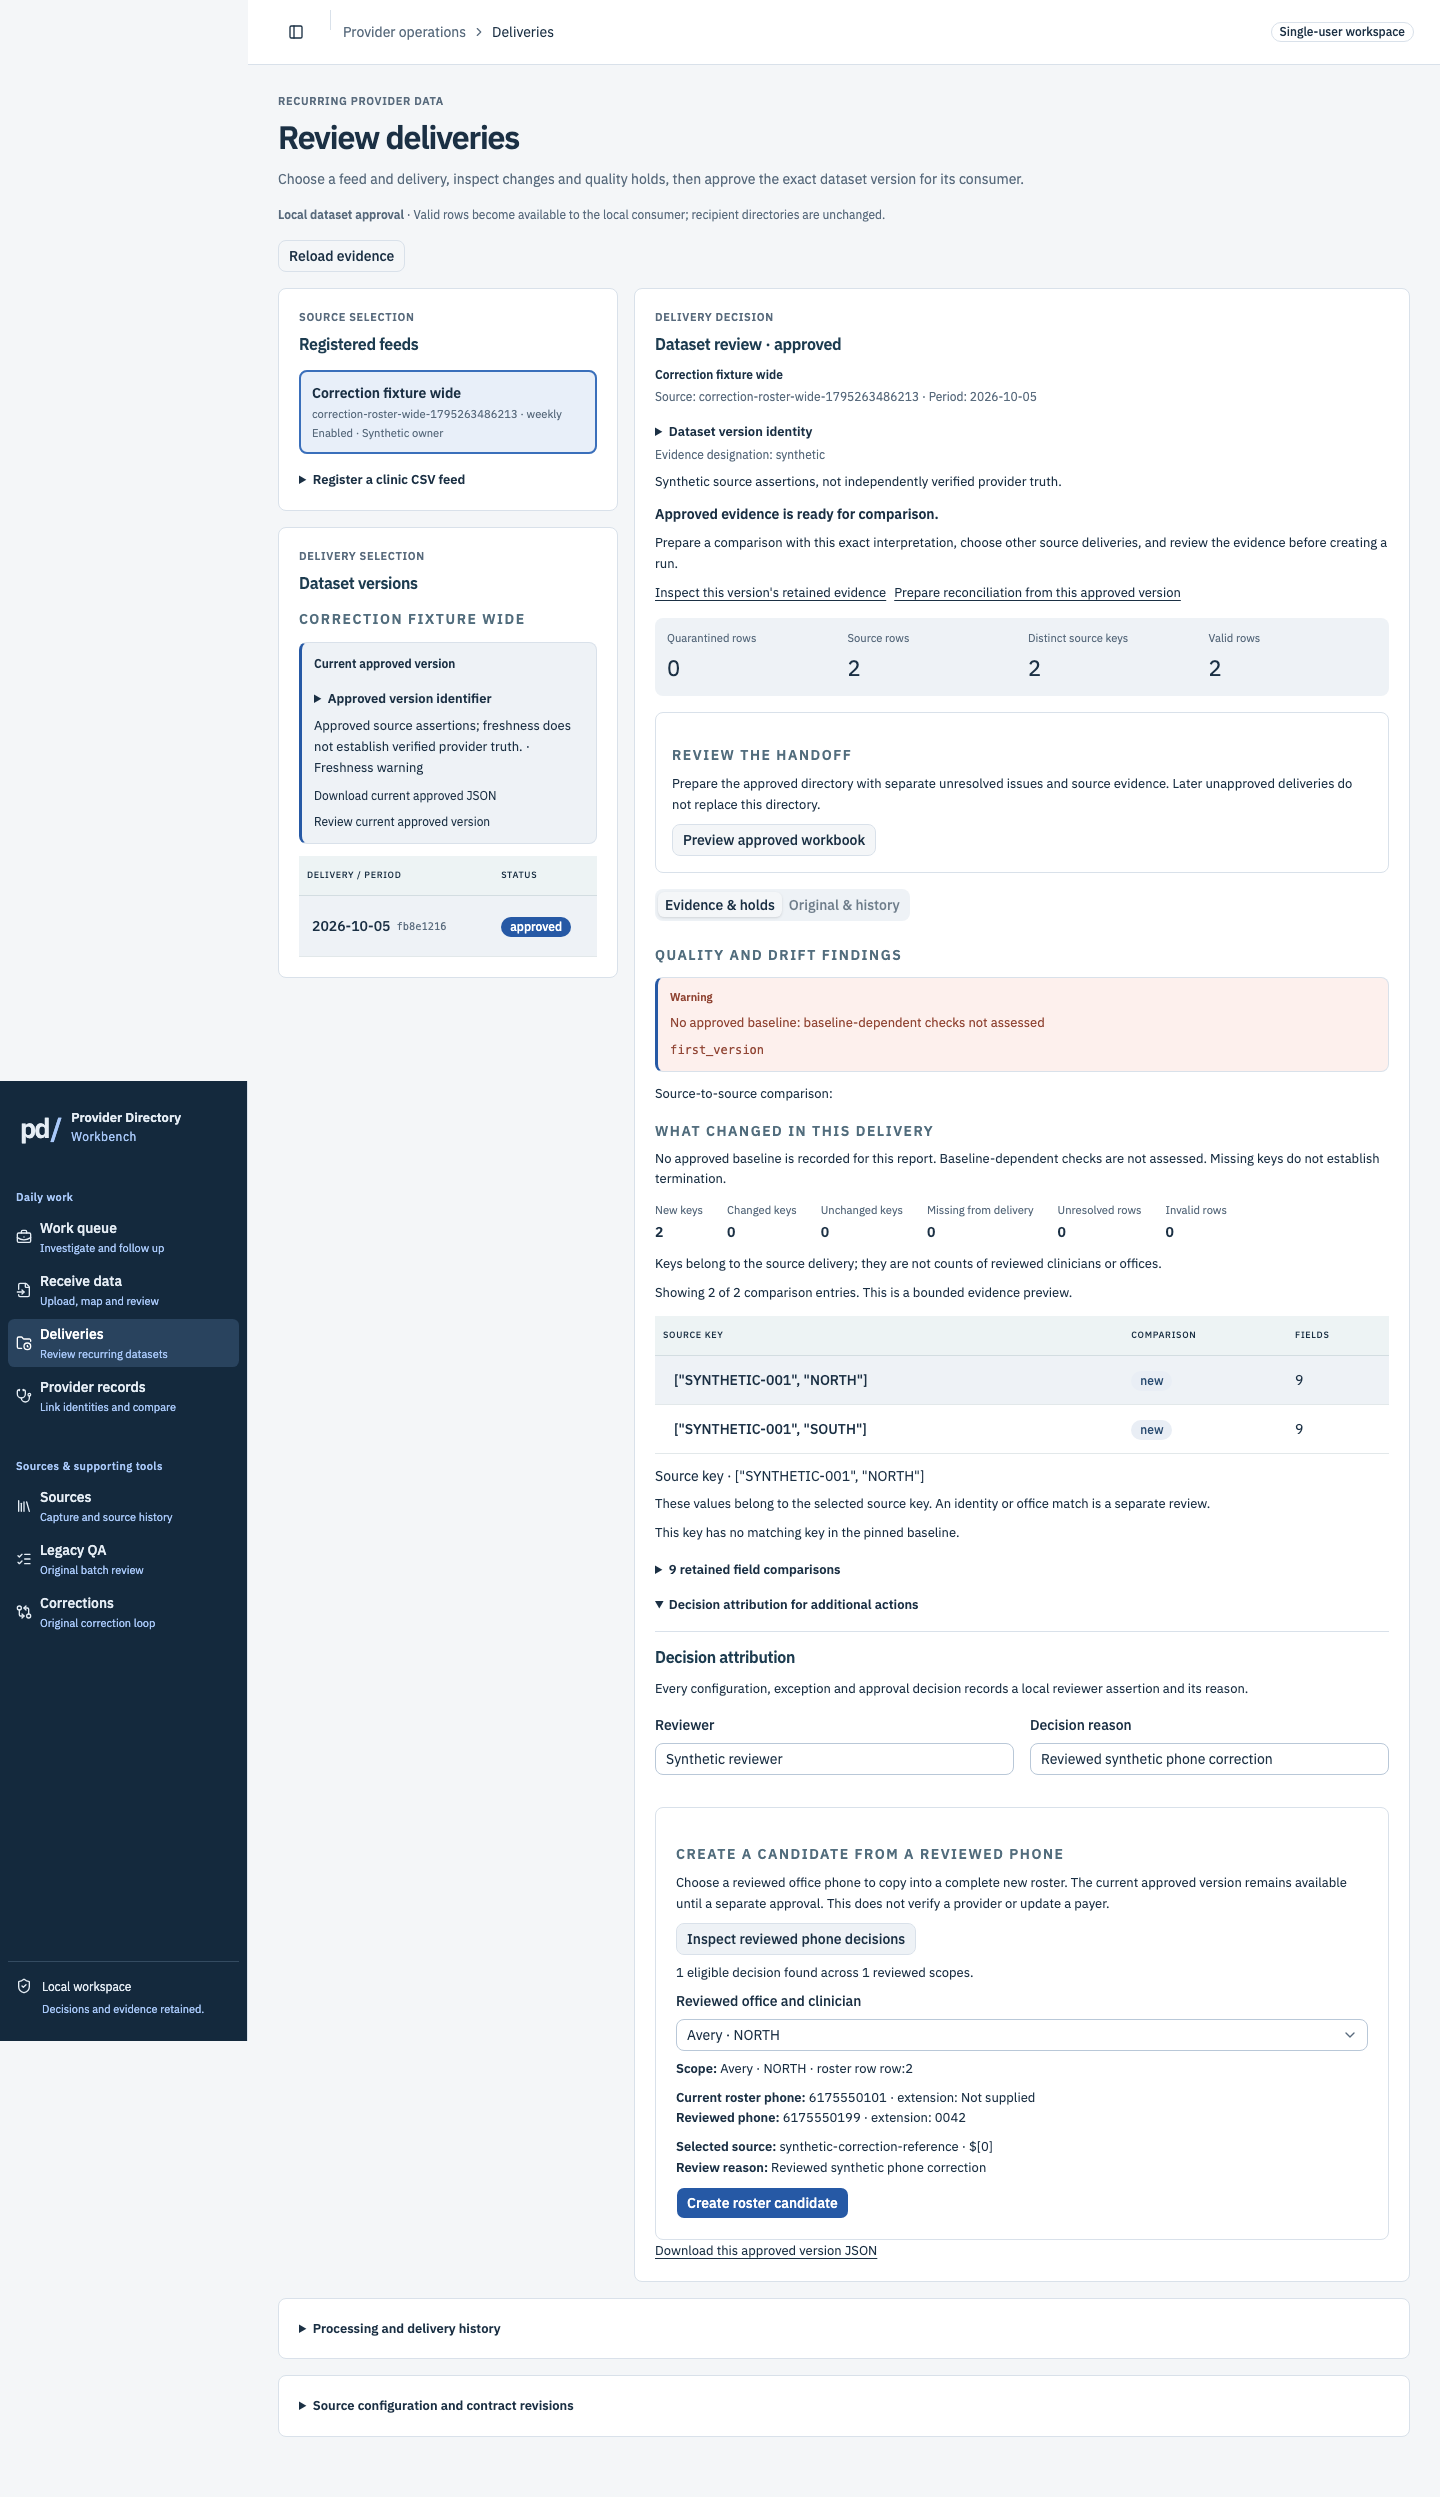 Provider operations > Deliveries
Single-user workspace
RECURRING PROVIDER DATA
Review deliveries
Choose a feed and delivery, inspect changes and quality holds, then approve the exact dataset version for its consumer.
Local dataset approval · Valid rows become available to the local consumer; recipient directories are unchanged.
Reload evidence
SOURCE SELECTION
Registered feeds
Correction fixture wide
correction-roster-wide-1795263486213 · weekly
Enabled · Synthetic owner
Register a clinic CSV feed
DELIVERY SELECTION
Dataset versions
CORRECTION FIXTURE WIDE
Current approved version
Approved version identifier
Approved source assertions; freshness does
not establish verified provider truth. ·
Freshness warning
Download current approved JSON
Review current approved version
DELIVERY / PERIOD STATUS
2026-10-05 fb8e1216 approved
DELIVERY DECISION
Dataset review · approved
Correction fixture wide
Source: correction-roster-wide-1795263486213 · Period: 2026-10-05
Dataset version identity
Evidence designation: synthetic
Synthetic source assertions, not independently verified provider truth.
Approved evidence is ready for comparison.
Prepare a comparison with this exact interpretation, choose other source deliveries, and review the evidence before creating a
run.
Inspect this version's retained evidence Prepare reconciliation from this approved version
Quarantined rows Source rows Distinct source keys Valid rows
0 2 2 2
REVIEW THE HANDOFF
Prepare the approved directory with separate unresolved issues and source evidence. Later unapproved deliveries do
not replace this directory.
Preview approved workbook
Evidence & holds Original & history
QUALITY AND DRIFT FINDINGS
Warning
No approved baseline: baseline-dependent checks not assessed
first_version
Source-to-source comparison:
WHAT CHANGED IN THIS DELIVERY
No approved baseline is recorded for this report. Baseline-dependent checks are not assessed. Missing keys do not establish
termination.
New keys Changed keys Unchanged keys Missing from delivery Unresolved rows Invalid rows
2 0 0 0 0 0
Keys belong to the source delivery; they are not counts of reviewed clinicians or offices.
Showing 2 of 2 comparison entries. This is a bounded evidence preview.
SOURCE KEY COMPARISON FIELDS
["SYNTHETIC-001", "NORTH"] new 9
["SYNTHETIC-001", "SOUTH"] new 9
Source key · ["SYNTHETIC-001", "NORTH"]
These values belong to the selected source key. An identity or office match is a separate review.
This key has no matching key in the pinned baseline.
9 retained field comparisons
Decision attribution for additional actions
Decision attribution
Every configuration, exception and approval decision records a local reviewer assertion and its reason.
Reviewer Decision reason
Synthetic reviewer Reviewed synthetic phone correction
CREATE A CANDIDATE FROM A REVIEWED PHONE
Choose a reviewed office phone to copy into a complete new roster. The current approved version remains available
until a separate approval. This does not verify a provider or update a payer.
Inspect reviewed phone decisions
1 eligible decision found across 1 reviewed scopes.
Reviewed office and clinician
Avery · NORTH
Scope: Avery · NORTH · roster row row:2
Current roster phone: 6175550101 · extension: Not supplied
Reviewed phone: 6175550199 · extension: 0042
Selected source: synthetic-correction-reference · $[0]
Review reason: Reviewed synthetic phone correction
Create roster candidate
Download this approved version JSON
Processing and delivery history
Source configuration and contract revisions
pd/ Provider Directory
Workbench
Daily work
Work queue
Investigate and follow up
Receive data
Upload, map and review
Deliveries
Review recurring datasets
Provider records
Link identities and compare
Sources & supporting tools
Sources
Capture and source history
Legacy QA
Original batch review
Corrections
Original correction loop
Local workspace
Decisions and evidence retained.